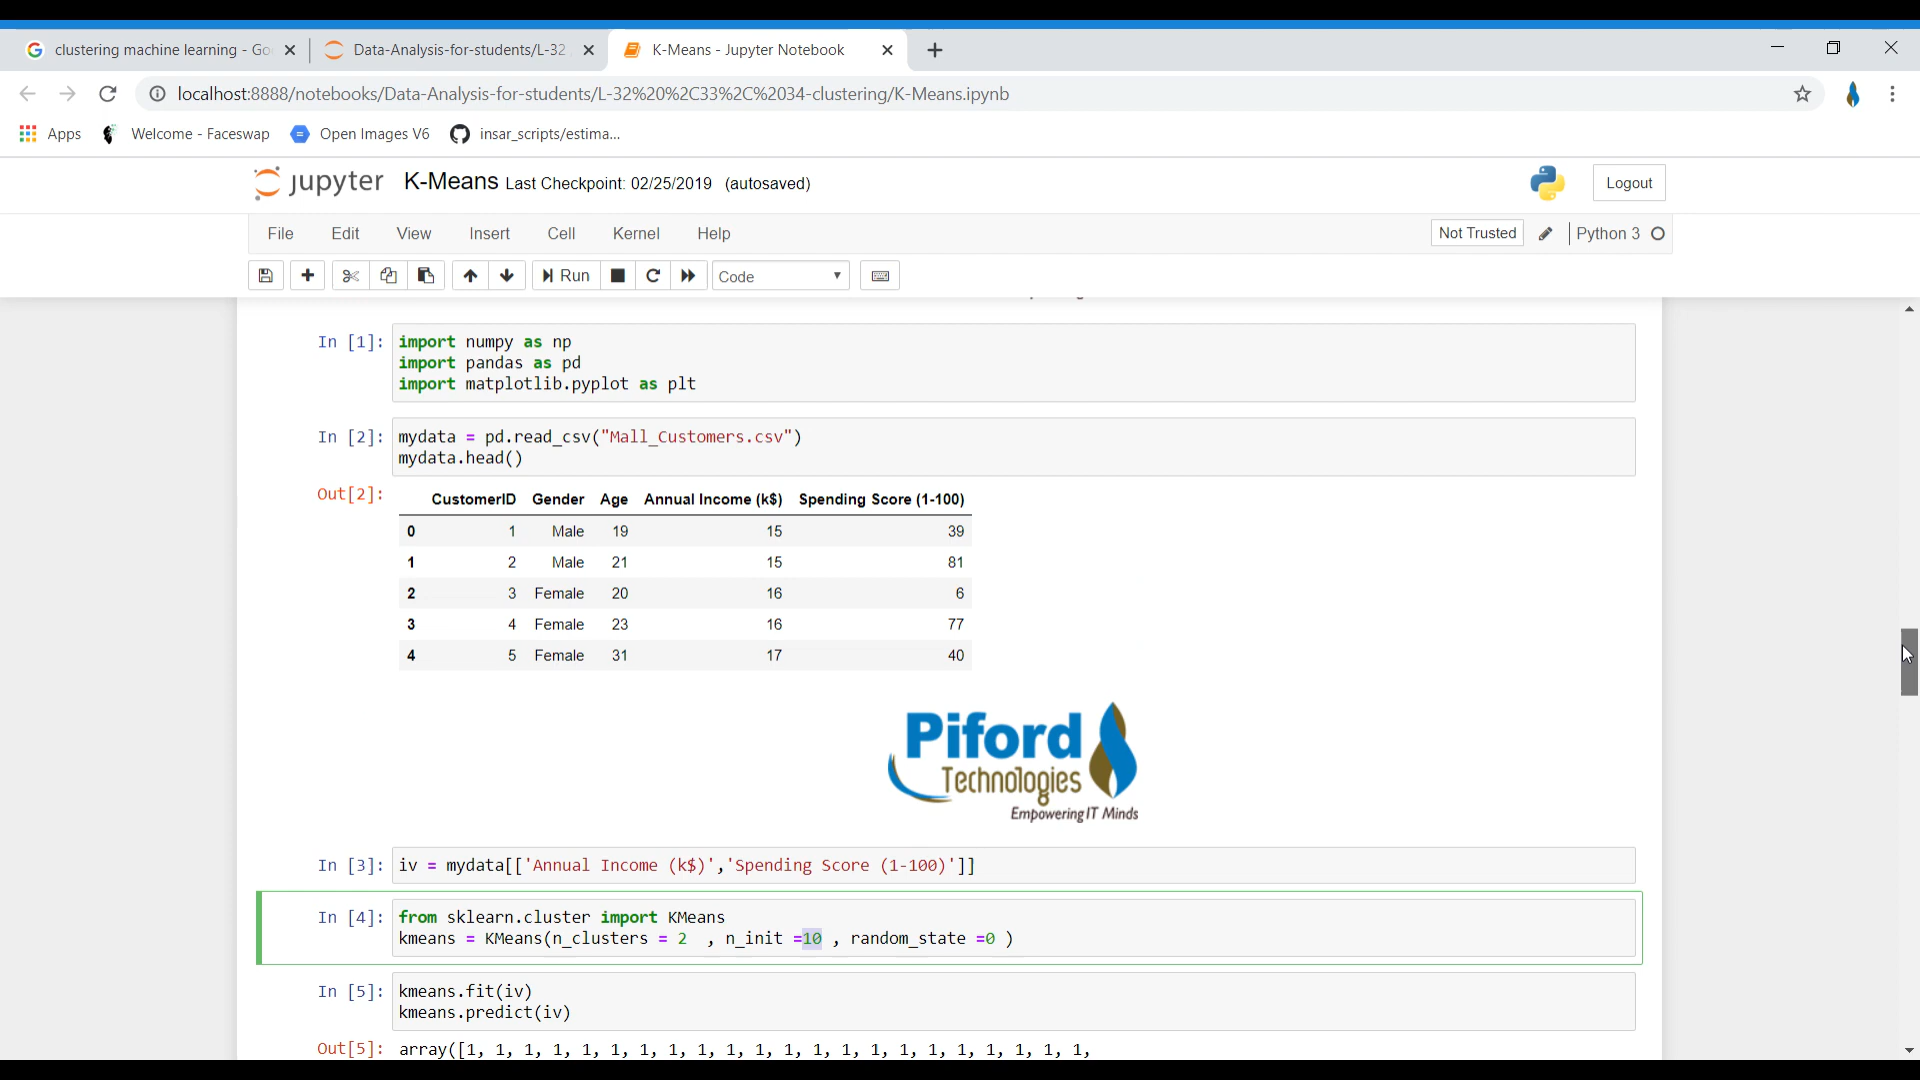 clustering machine learning - Go
Data-Analysis-for-students/L-32
K-Means - Jupyter Notebook
localhost:8888/notebooks/Data-Analysis-for-students/L-32%20%2C33%2C%2034-clustering/K-Means.ipynb
Apps Welcome - Faceswap Open Images V6 insar_scripts/estima...
jupyter K-Means Last Checkpoint: 02/25/2019 (autosaved) Logout
File Edit View Insert Cell Kernel Help Not Trusted Python 3
Run Code
In [1]: import numpy as np
import pandas as pd
import matplotlib.pyplot as plt
In [2]: mydata = pd.read_csv("Mall_Customers.csv")
mydata.head()
Out[2]: CustomerID Gender Age Annual Income (k$) Spending Score (1-100)
0 1 Male 19 15 39
1 2 Male 21 15 81
2 3 Female 20 16 6
3 4 Female 23 16 77
4 5 Female 31 17 40
Piford
Technologies
Empowering IT Minds
In [3]: iv = mydata[['Annual Income (k$)','Spending Score (1-100)']]
In [4]: from sklearn.cluster import KMeans
kmeans = KMeans(n_clusters = 2 , n_init =10 , random_state =0 )
In [5]: kmeans.fit(iv)
kmeans.predict(iv)
Out[5]: array([1, 1, 1, 1, 1, 1, 1, 1, 1, 1, 1, 1, 1, 1, 1, 1, 1, 1, 1, 1, 1, 1,